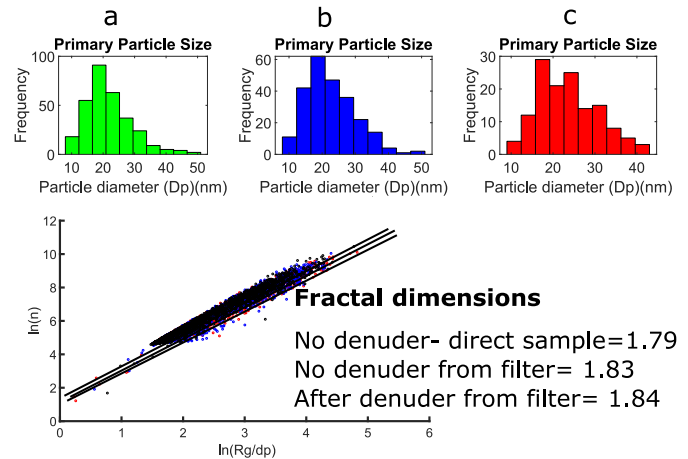 a
b
c
Primary Particle Size
Primary Particle Size
Primary Particle Size
Frequency
100
50
0
10 20 30 40 50
Particle diameter (Dp)(nm)
Frequency
60
40
20
0
10 20 30 40 50
Particle diameter (Dp)(nm)
Frequency
30
20
10
0
10 20 30 40
Particle diameter (Dp)(nm)
ln(n)
12
10
8
6
4
2
0
0 1 2 3 4 5 6
ln(Rg/dp)
Fractal dimensions
No denuder- direct sample=1.79
No denuder from filter= 1.83
After denuder from filter= 1.84